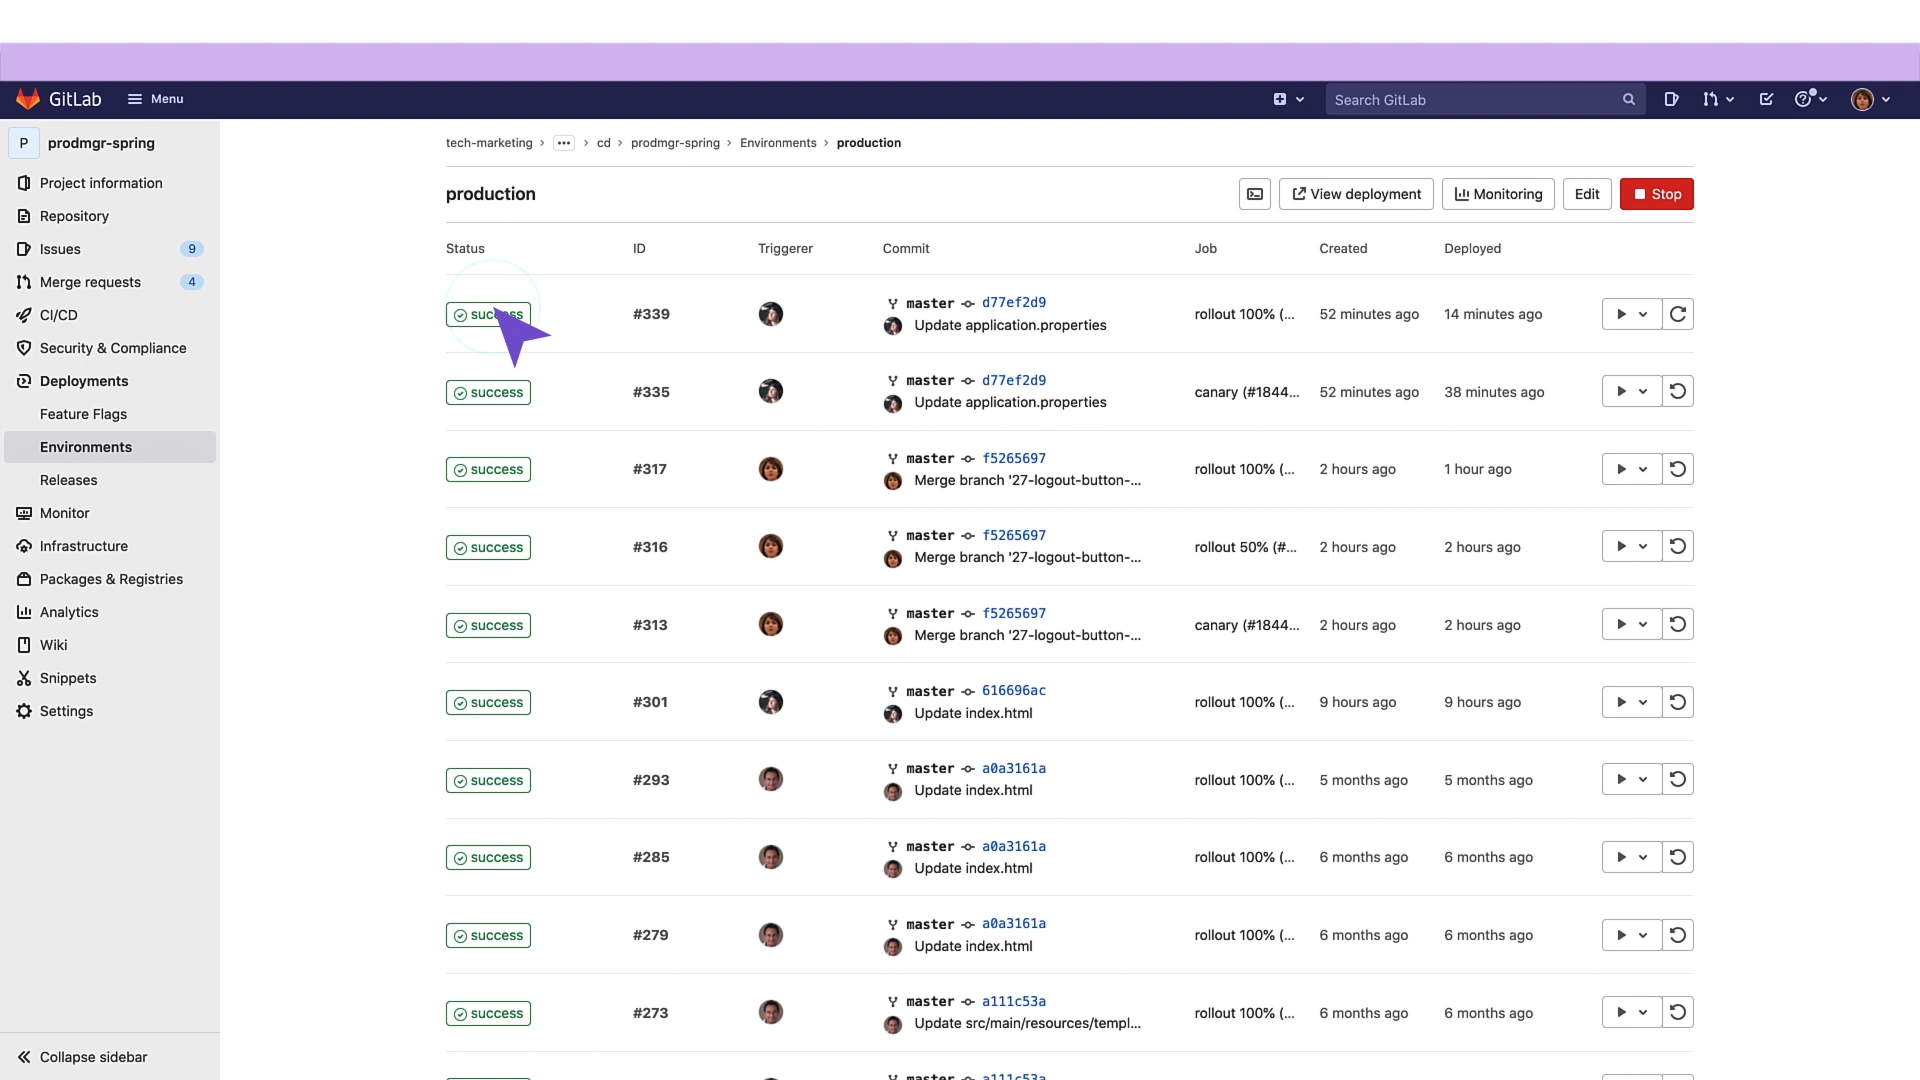 GitLab Menu Search GitLab
P prodmgr-spring
Project information
Repository
Issues 9
Merge requests 4
CI/CD
Security & Compliance
Deployments
Feature Flags
Environments
Releases
Monitor
Infrastructure
Packages & Registries
Analytics
Wiki
Snippets
Settings
Collapse sidebar
tech-marketing › ••• › cd › prodmgr-spring › Environments › production
production View deployment Monitoring Edit Stop
Status ID Triggerer Commit Job Created Deployed
success #339 master d77ef2d9 rollout 100% (... 52 minutes ago 14 minutes ago
Update application.properties
success #335 master d77ef2d9 canary (#1844... 52 minutes ago 38 minutes ago
Update application.properties
success #317 master f5265697 rollout 100% (... 2 hours ago 1 hour ago
Merge branch '27-logout-button-...
success #316 master f5265697 rollout 50% (#... 2 hours ago 2 hours ago
Merge branch '27-logout-button-...
success #313 master f5265697 canary (#1844... 2 hours ago 2 hours ago
Merge branch '27-logout-button-...
success #301 master 616696ac rollout 100% (... 9 hours ago 9 hours ago
Update index.html
success #293 master a0a3161a rollout 100% (... 5 months ago 5 months ago
Update index.html
success #285 master a0a3161a rollout 100% (... 6 months ago 6 months ago
Update index.html
success #279 master a0a3161a rollout 100% (... 6 months ago 6 months ago
Update index.html
success #273 master a111c53a rollout 100% (... 6 months ago 6 months ago
Update src/main/resources/templ...
master a111c53a